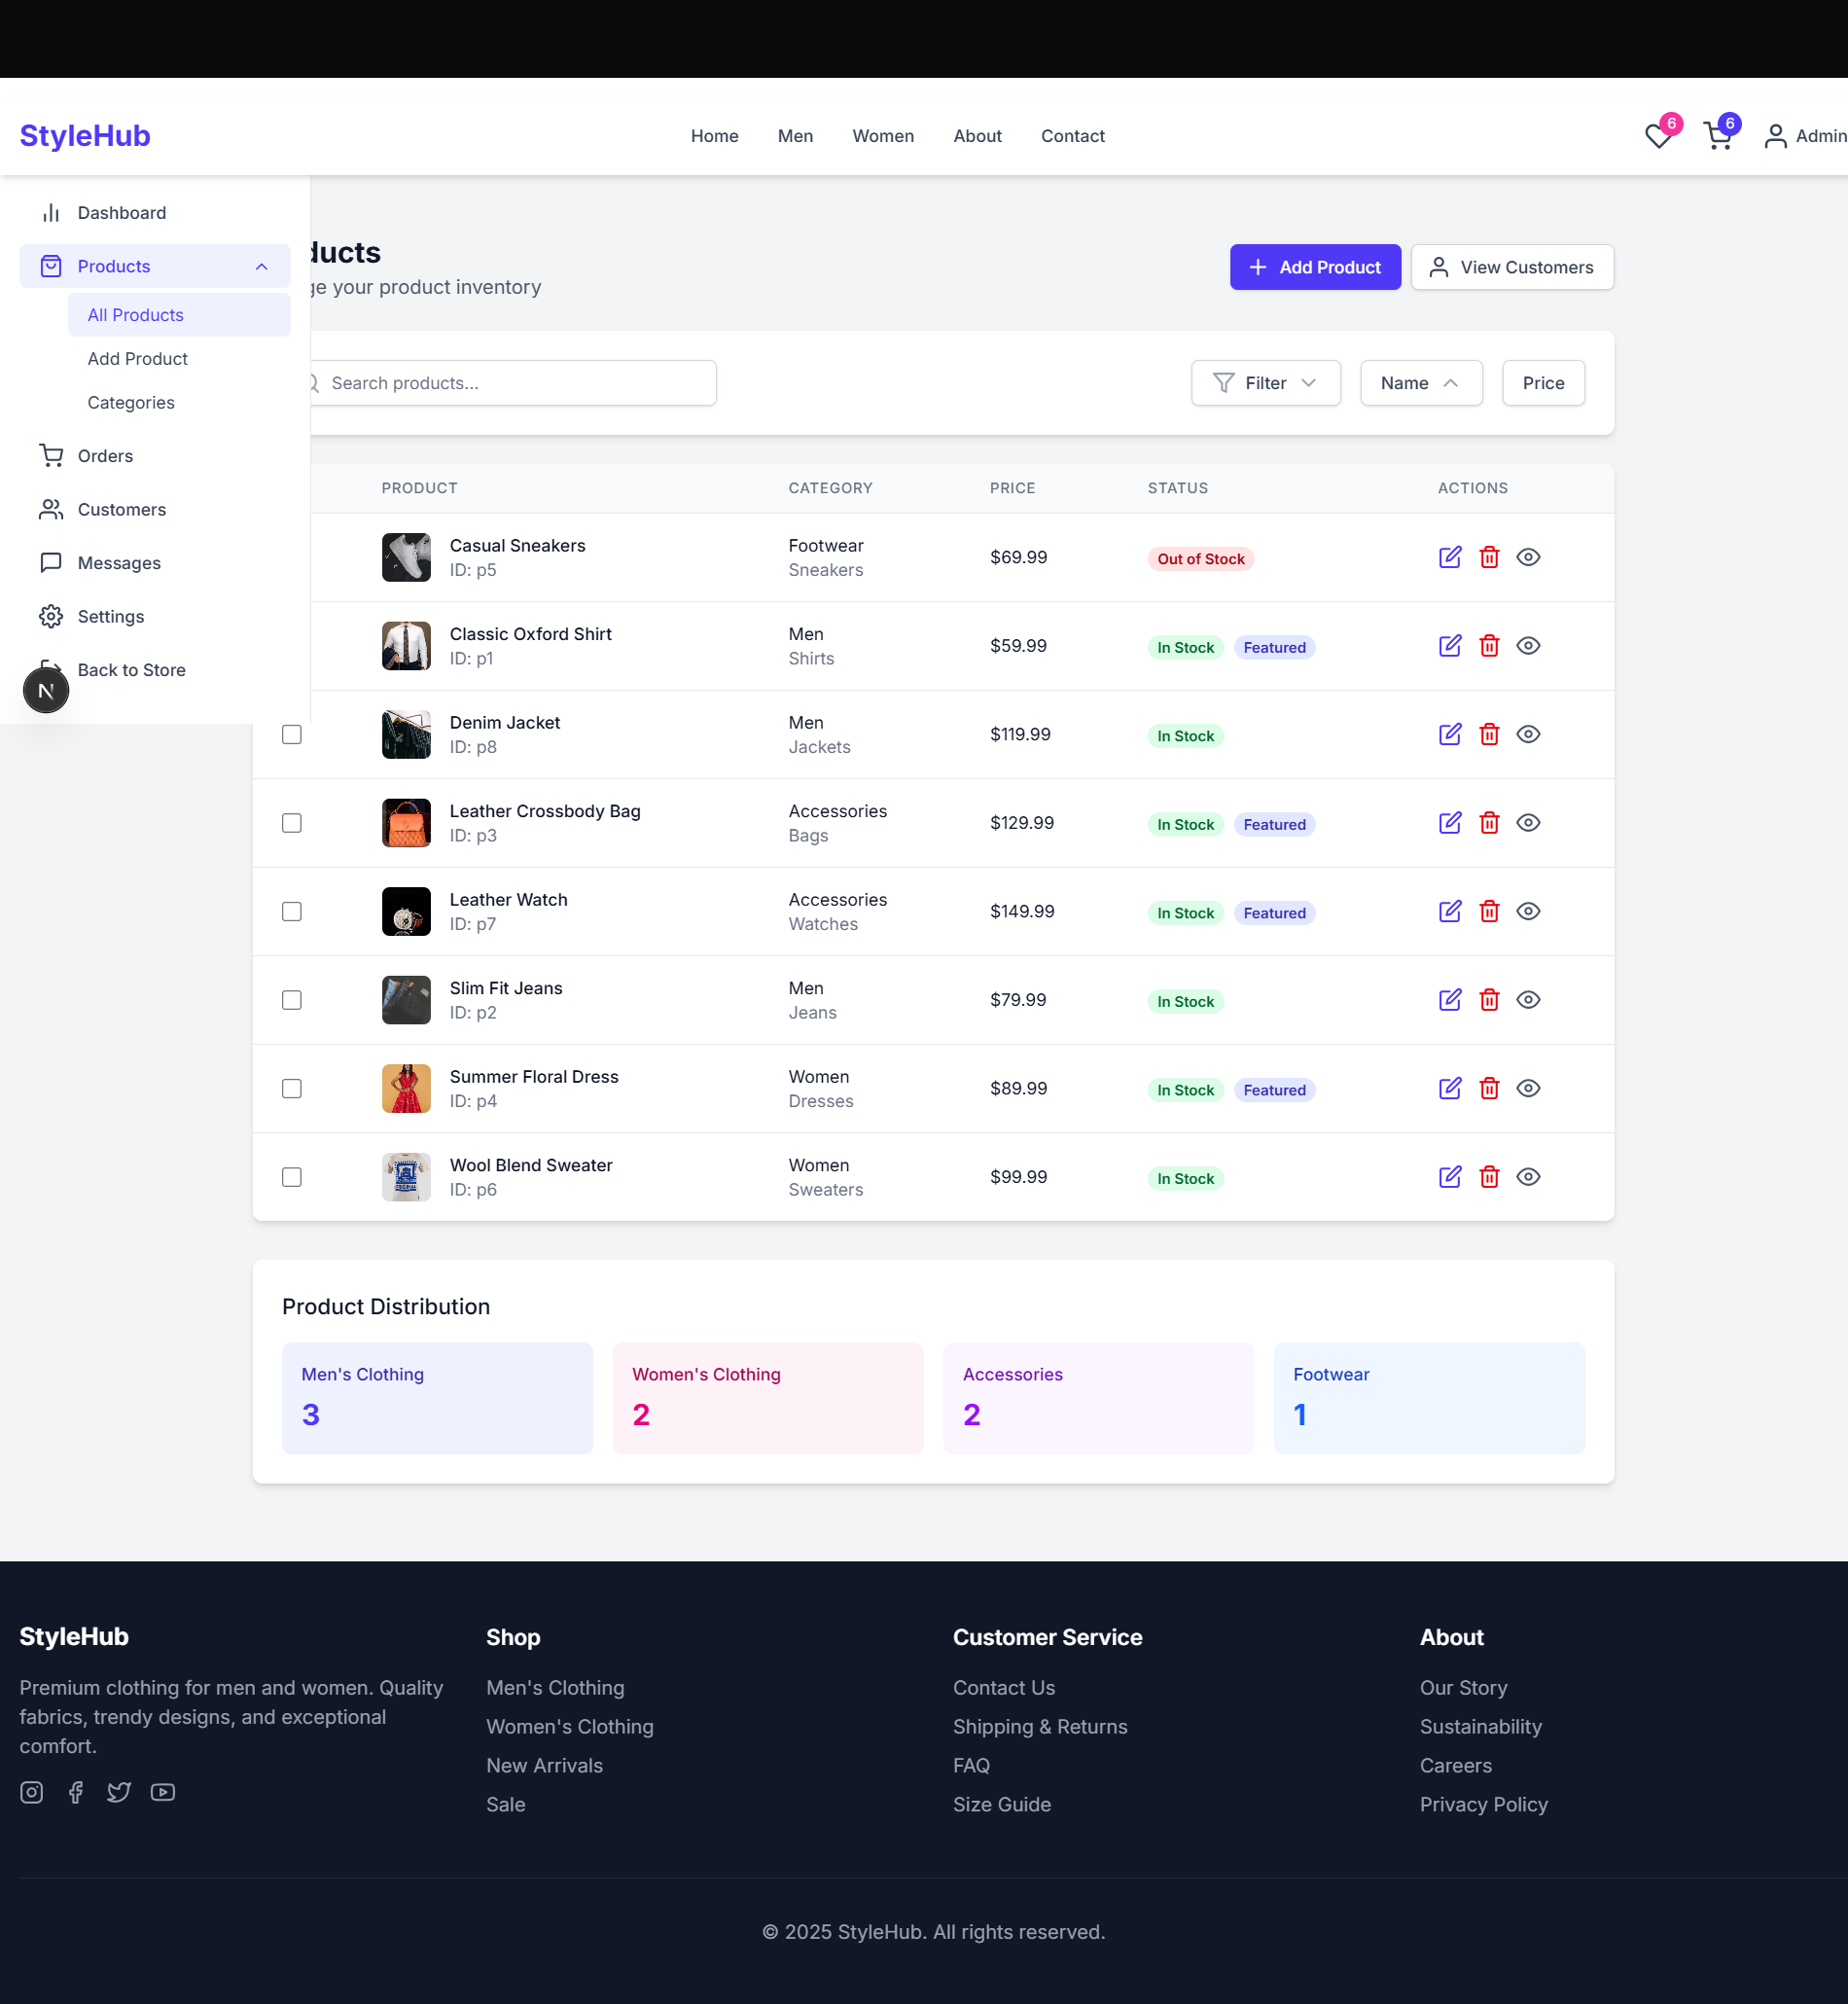 StyleHub
Home Men Women About Contact
6 6 Admin
Dashboard
Products
All Products
Add Product
Categories
Orders
Customers
Messages
Settings
Back to Store
N
ducts
ge your product inventory
Add Product View Customers
Search products...
Filter Name Price
PRODUCT CATEGORY PRICE STATUS ACTIONS
Casual Sneakers Footwear $69.99 Out of Stock
ID: p5 Sneakers
Classic Oxford Shirt Men $59.99 In Stock Featured
ID: p1 Shirts
Denim Jacket Men $119.99 In Stock
ID: p8 Jackets
Leather Crossbody Bag Accessories $129.99 In Stock Featured
ID: p3 Bags
Leather Watch Accessories $149.99 In Stock Featured
ID: p7 Watches
Slim Fit Jeans Men $79.99 In Stock
ID: p2 Jeans
Summer Floral Dress Women $89.99 In Stock Featured
ID: p4 Dresses
Wool Blend Sweater Women $99.99 In Stock
ID: p6 Sweaters
Product Distribution
Men's Clothing Women's Clothing Accessories Footwear
3 2 2 1
StyleHub Shop Customer Service About
Premium clothing for men and women. Quality
fabrics, trendy designs, and exceptional
comfort.
Men's Clothing
Women's Clothing
New Arrivals
Sale
Contact Us
Shipping & Returns
FAQ
Size Guide
Our Story
Sustainability
Careers
Privacy Policy
© 2025 StyleHub. All rights reserved.